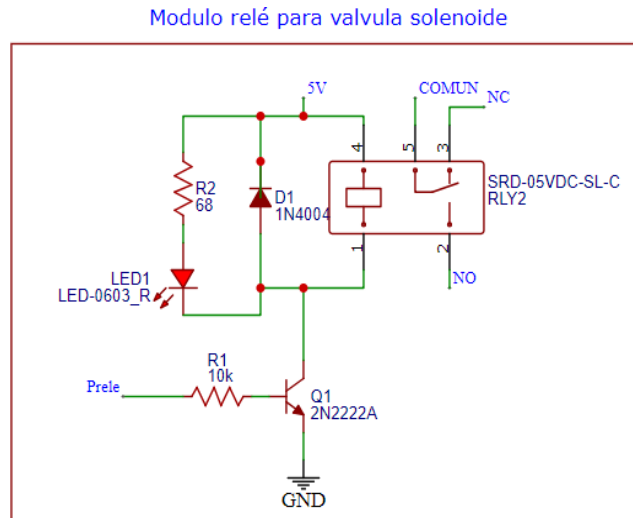 Modulo relé para valvula solenoide
5V
COMUN
NC
4
5
3
SRD-05VDC-SL-C
RLY2
R2
68
D1
1N4004
1
2
LED1
LED-0603_R
NO
R1
10k
Prele
Q1
2N2222A
GND